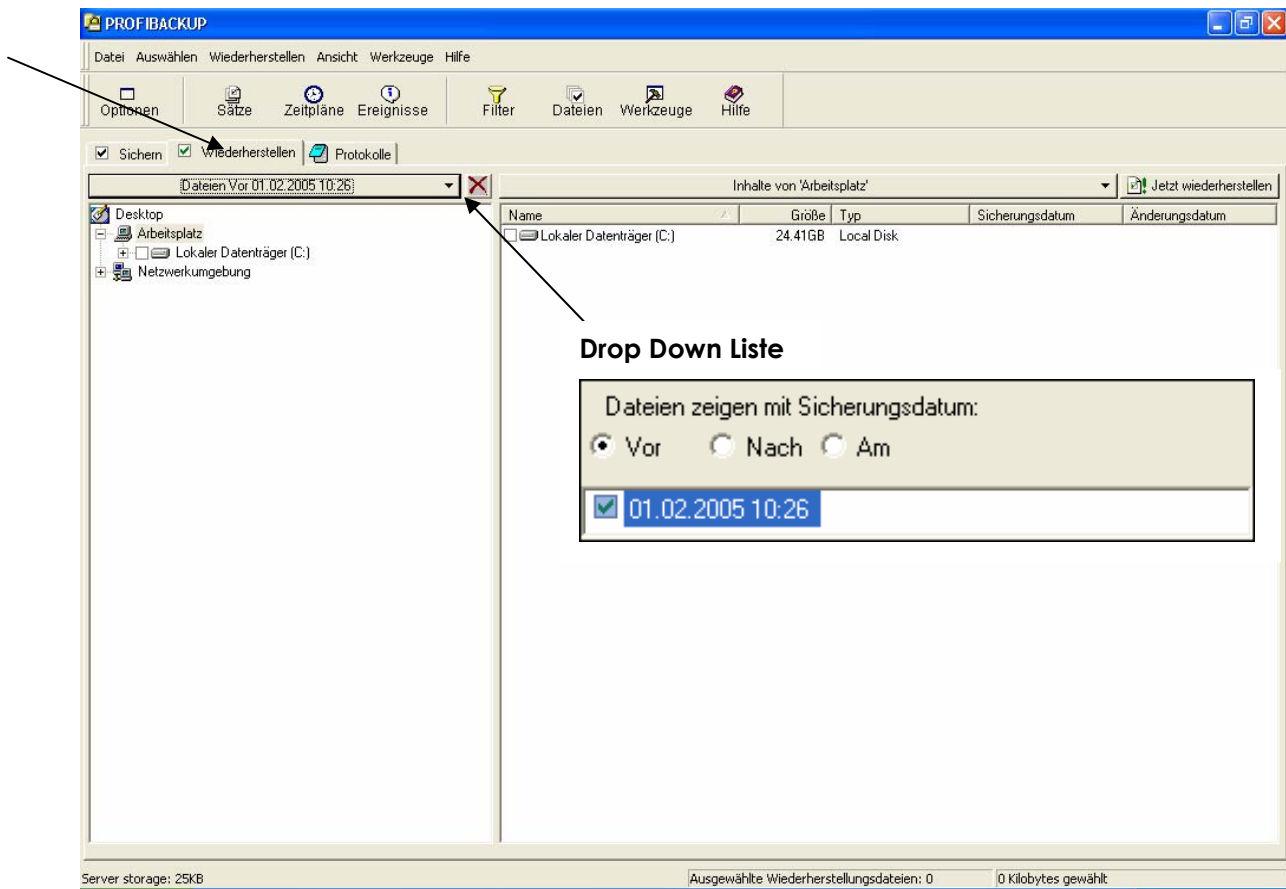 PROFIBACKUP
Datei Auswählen Wiederherstellen Ansicht Werkzeuge Hilfe
Optionen Sätze Zeitpläne Ereignisse Filter Dateien Werkzeuge Hilfe
Sichern Wiederherstellen Protokolle
Dateien Vor 01.02.2005 10:26 Inhalte von 'Arbeitsplatz' Jetzt wiederherstellen
Desktop
Arbeitsplatz
Lokaler Datenträger (C:)
Netzwerkumgebung
Name Größe Typ Sicherungsdatum Änderungsdatum
Lokaler Datenträger (C:) 24.41GB Local Disk
Drop Down Liste
Dateien zeigen mit Sicherungsdatum:
Vor Nach Am
01.02.2005 10:26
Server storage: 25KB Ausgewählte Wiederherstellungsdateien: 0 0 Kilobytes gewählt